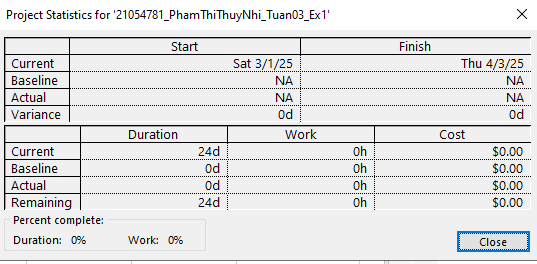 Project Statistics for '21054781_PhamThiThuyNhi_Tuan03_Ex1'
Start Finish
Current Sat 3/1/25 Thu 4/3/25
Baseline NA NA
Actual NA NA
Variance 0d 0d
Duration Work Cost
Current 24d 0h $0.00
Baseline 0d 0h $0.00
Actual 0d 0h $0.00
Remaining 24d 0h $0.00
Percent complete:
Duration: 0% Work: 0%
Close